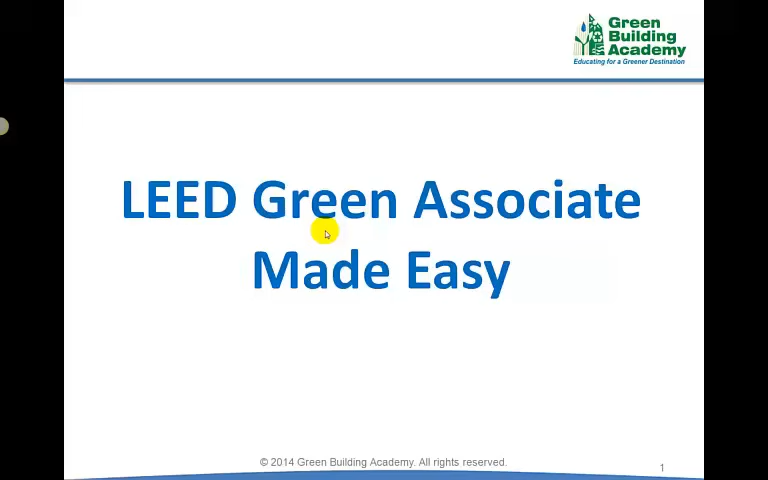 Green
Building
Academy
Educating for a Greener Destination
LEED Green Associate
Made Easy
© 2014 Green Building Academy. All rights reserved.
1